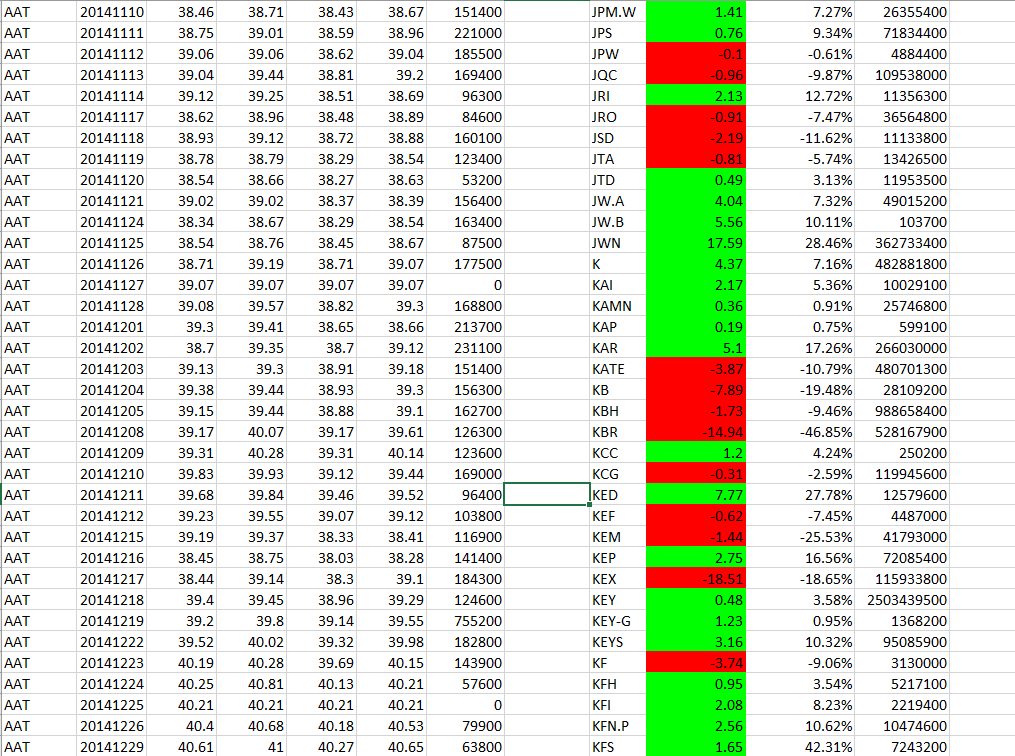 AAT 20141110 38.46 38.71 38.43 38.67 151400 JPM.W 1.41 7.27% 26355400
AAT 20141111 38.75 39.01 38.59 38.96 221000 JPS 0.76 9.34% 71834400
AAT 20141112 39.06 39.06 38.62 39.04 185500 JPW -0.1 -0.61% 4884400
AAT 20141113 39.04 39.44 38.81 39.2 169400 JQC -0.96 -9.87% 109538000
AAT 20141114 39.12 39.25 38.51 38.69 96300 JRI 2.13 12.72% 11356300
AAT 20141117 38.62 38.96 38.48 38.89 84600 JRO -0.91 -7.47% 36564800
AAT 20141118 38.93 39.12 38.72 38.88 160100 JSD -2.19 -11.62% 11133800
AAT 20141119 38.78 38.79 38.29 38.54 123400 JTA -0.81 -5.74% 13426500
AAT 20141120 38.54 38.66 38.27 38.63 53200 JTD 0.49 3.13% 11953500
AAT 20141121 39.02 39.02 38.37 38.39 156400 JW.A 4.04 7.32% 49015200
AAT 20141124 38.34 38.67 38.29 38.54 163400 JW.B 5.56 10.11% 103700
AAT 20141125 38.54 38.76 38.45 38.67 87500 JWN 17.59 28.46% 362733400
AAT 20141126 38.71 39.19 38.71 39.07 177500 K 4.37 7.16% 482881800
AAT 20141127 39.07 39.07 39.07 39.07 0 KAI 2.17 5.36% 10029100
AAT 20141128 39.08 39.57 38.82 39.3 168800 KAMN 0.36 0.91% 25746800
AAT 20141201 39.3 39.41 38.65 38.66 213700 KAP 0.19 0.75% 599100
AAT 20141202 38.7 39.35 38.7 39.12 231100 KAR 5.1 17.26% 266030000
AAT 20141203 39.13 39.3 38.91 39.18 151400 KATE -3.87 -10.79% 480701300
AAT 20141204 39.38 39.44 38.93 39.3 156300 KB -7.89 -19.48% 28109200
AAT 20141205 39.15 39.44 38.88 39.1 162700 KBH -1.73 -9.46% 988658400
AAT 20141208 39.17 40.07 39.17 39.61 126300 KBR -14.94 -46.85% 528167900
AAT 20141209 39.31 40.28 39.31 40.14 123600 KCC 1.2 4.24% 250200
AAT 20141210 39.83 39.93 39.12 39.44 169000 KCG -0.31 -2.59% 119945600
AAT 20141211 39.68 39.84 39.46 39.52 96400 KED 7.77 27.78% 12579600
AAT 20141212 39.23 39.55 39.07 39.12 103800 KEF -0.62 -7.45% 4487000
AAT 20141215 39.19 39.37 38.33 38.41 116900 KEM -1.44 -25.53% 41793000
AAT 20141216 38.45 38.75 38.03 38.28 141400 KEP 2.75 16.56% 72085400
AAT 20141217 38.44 39.14 38.3 39.1 184300 KEX -18.51 -18.65% 115933800
AAT 20141218 39.4 39.45 38.96 39.29 124600 KEY 0.48 3.58% 2503439500
AAT 20141219 39.2 39.8 39.14 39.55 755200 KEY-G 1.23 0.95% 1368200
AAT 20141222 39.52 40.02 39.32 39.98 182800 KEYS 3.16 10.32% 95085900
AAT 20141223 40.19 40.28 39.69 40.15 143900 KF -3.74 -9.06% 3130000
AAT 20141224 40.25 40.81 40.13 40.21 57600 KFH 0.95 3.54% 5217100
AAT 20141225 40.21 40.21 40.21 40.21 0 KFI 2.08 8.23% 2219400
AAT 20141226 40.4 40.68 40.18 40.53 79900 KFN.P 2.56 10.62% 10474600
AAT 20141229 40.61 41 40.27 40.65 63800 KFS 1.65 42.31% 7243200